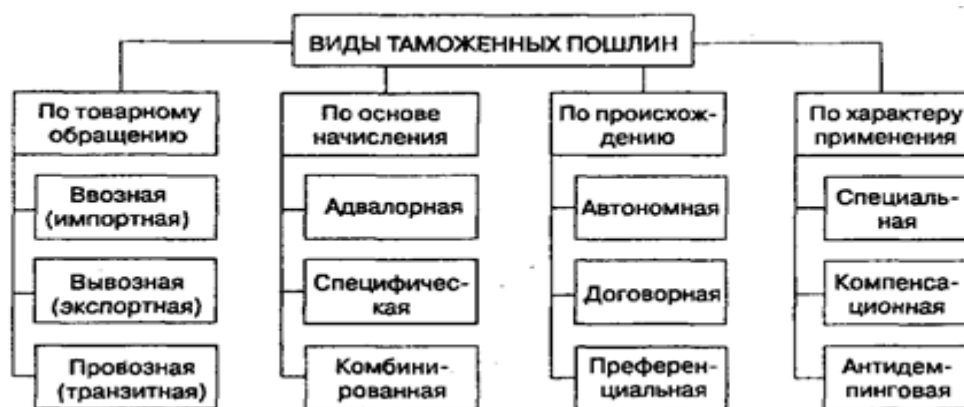 ВИДЫ ТАМОЖЕННЫХ ПОШЛИН
По товарному
обращению
Ввозная
(импортная)
Вывозная
(экспортная)
Провозная
(транзитная)
По основе
начисления
Адвалорная
Специфичес-
кая
Комбини-
рованная
По происхож-
дению
Автономная
Договорная
Преферен-
циальная
По характеру
применения
Специаль-
ная
Компенса-
ционная
Антидем-
пинговая